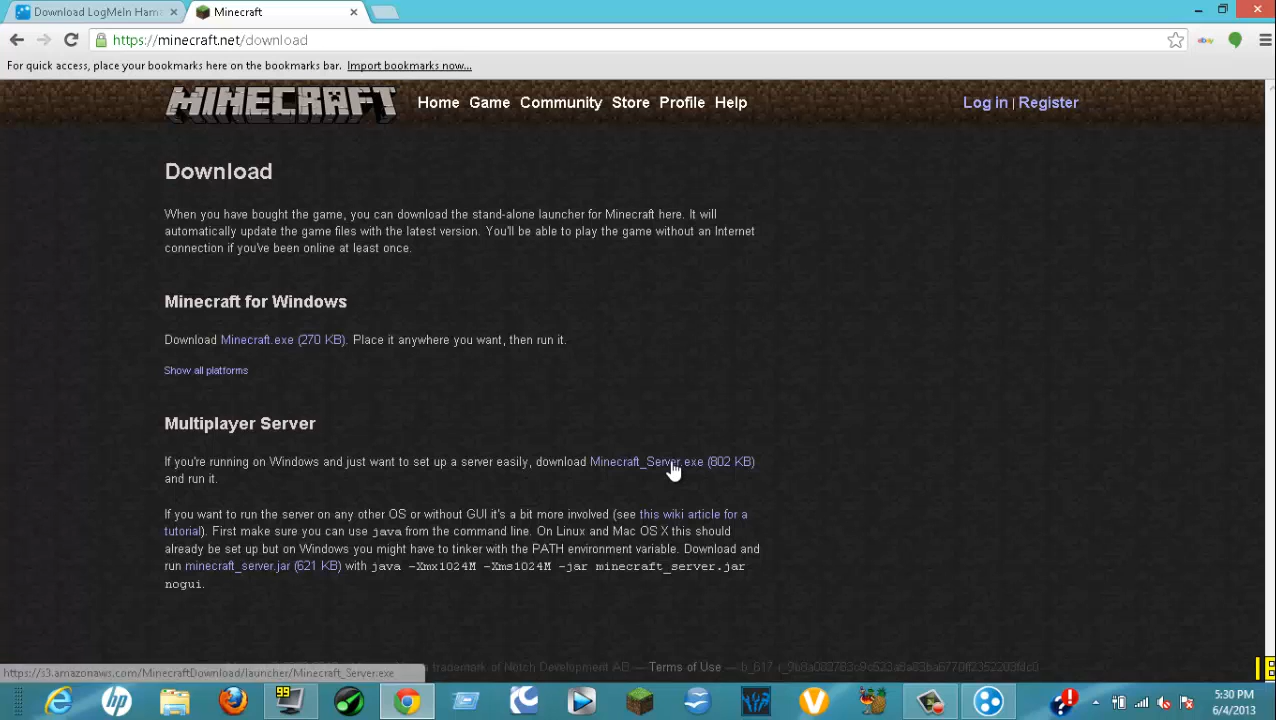 Download LogMeIn Ham
Minecraft
https://minecraft.net/download
ebay
For quick access, place your bookmarks here on the bookmarks bar. Import bookmarks now...
MINECRAFT
Home Game Community Store Profile Help
Log in | Register
Download
When you have bought the game, you can download the stand-alone launcher for Minecraft here. It will
automatically update the game files with the latest version. You'll be able to play the game without an Internet
connection if you've been online at least once.
Minecraft for Windows
Download Minecraft.exe (270 KB). Place it anywhere you want, then run it.
Show all platforms
Multiplayer Server
If you're running on Windows and just want to set up a server easily, download Minecraft_Server.exe (802 KB)
and run it.
If you want to run the server on any other OS or without GUI it's a bit more involved (see this wiki article for a
tutorial). First make sure you can use java from the command line. On Linux and Mac OS X this should
already be set up but on Windows you might have to tinker with the PATH environment variable. Download and
run minecraft_server.jar (621 KB) with java -Xmx1024M -Xms1024M -jar minecraft_server.jar
nogui.
trademark of Notch Development AB — Terms of Use —
https://s3.amazonaws.com/MinecraftDownload/launcher/Minecraft_Server.exe
99
hp
5:30 PM
6/4/2013